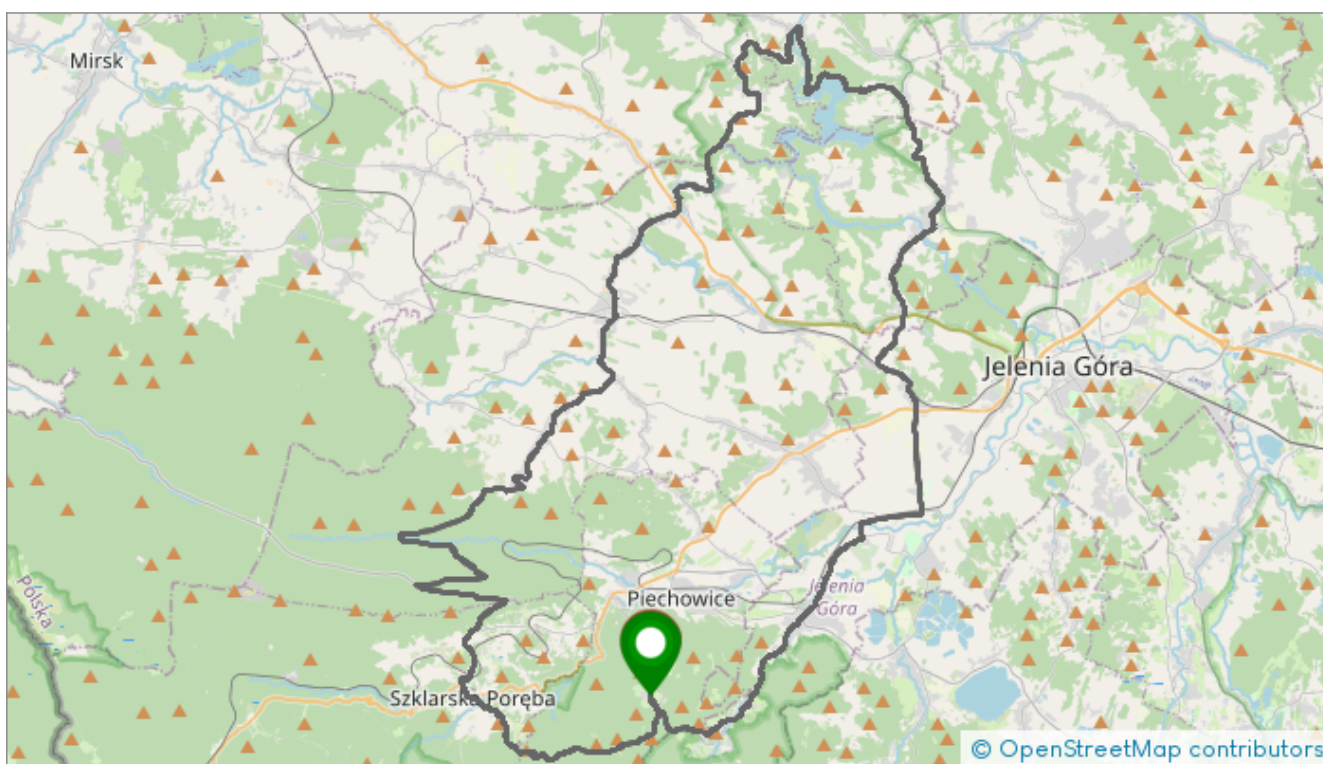 Mirsk
Jelenia Góra
Polska
Piechowice
Jelenia
Góra
Szklarska Poręba
© OpenStreetMap contributors